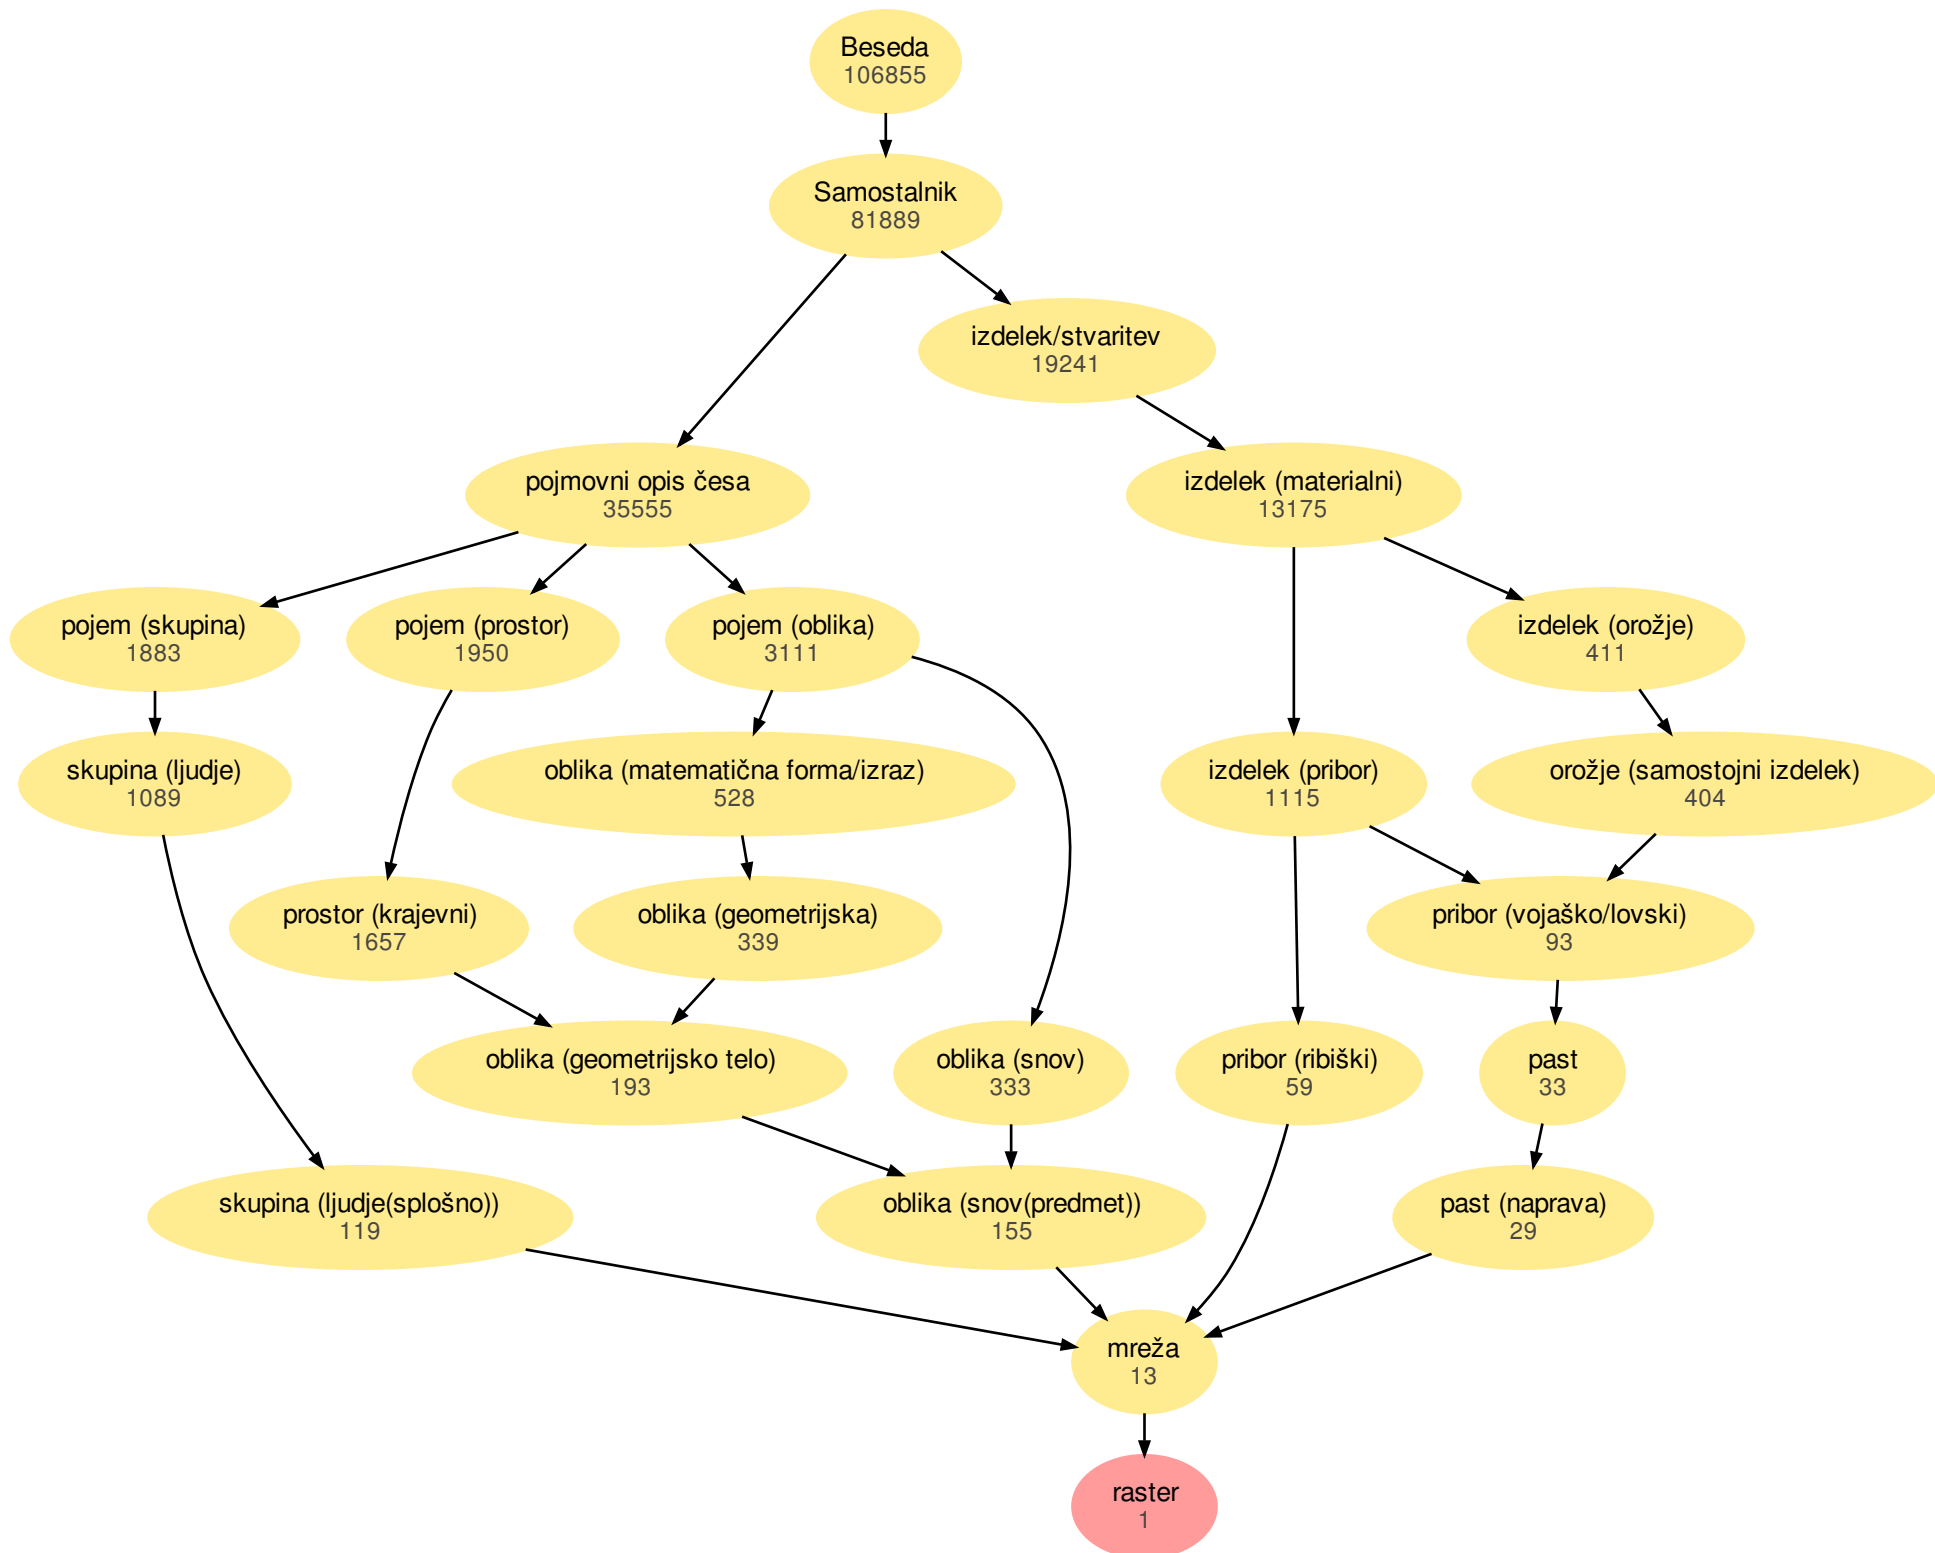 Beseda
106855
Samostalnik
81889
izdelek/stvaritev
19241
pojmovni opis česa
35555
izdelek (materialni)
13175
pojem (skupina)
1883
pojem (prostor)
1950
pojem (oblika)
3111
izdelek (orožje)
411
skupina (ljudje)
1089
oblika (matematična forma/izraz)
528
izdelek (pribor)
1115
orožje (samostojni izdelek)
404
prostor (krajevni)
1657
oblika (geometrijska)
339
pribor (vojaško/lovski)
93
oblika (geometrijsko telo)
193
oblika (snov)
333
pribor (ribiški)
59
past
33
skupina (ljudje(splošno))
119
oblika (snov(predmet))
155
past (naprava)
29
mreža
13
raster
1